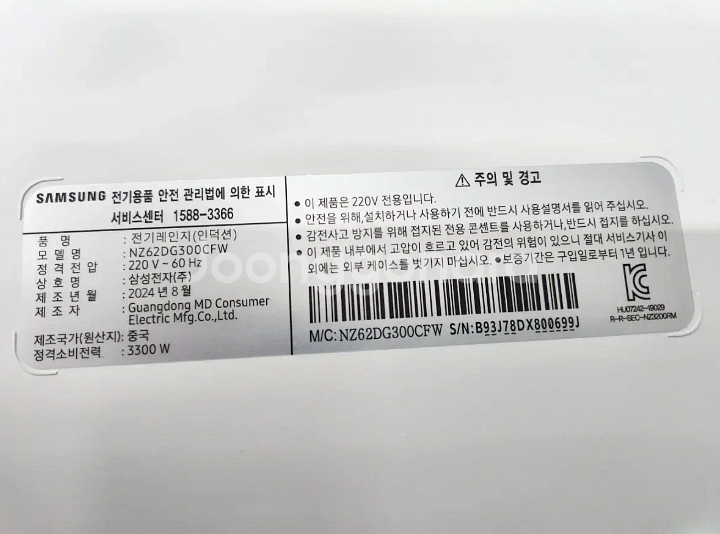 SAMSUNG 전기용품 안전 관리법에 의한 표시
서비스센터 1588-3366
품 명 : 전기레인지(인덕션)
모 델 명 : NZ62DG300CFW
정 격 전 압 : 220 V ~ 60 Hz
상 호 명 : 삼성전자(주)
제 조 년 월 : 2024 년 8 월
제 조 자 : Guangdong MD Consumer
Electric Mfg.Co.,Ltd.
제조국가(원산지): 중국
정격소비전력 : 3300 W
⚠ 주의 및 경고
• 이 제품은 220V 전용입니다.
• 안전을 위해,설치하거나 사용하기 전에 반드시 사용설명서를 읽어 주십시오.
• 감전사고 방지를 위해 접지된 전용 콘센트를 사용하거나,반드시 접지를 하십시오.
• 이 제품 내부에서 고압이 흐르고 있어 감전의 위험이 있으니 절대 서비스기사 이
외에는 외부 케이스를 벗기지 마십시오. •보증기간은 구입일로부터 1년 입니다.
M/C: NZ62DG300CFW S/N: B93J78DX800699J
HU07242-19029
R-R-SEC-NZ3200RM